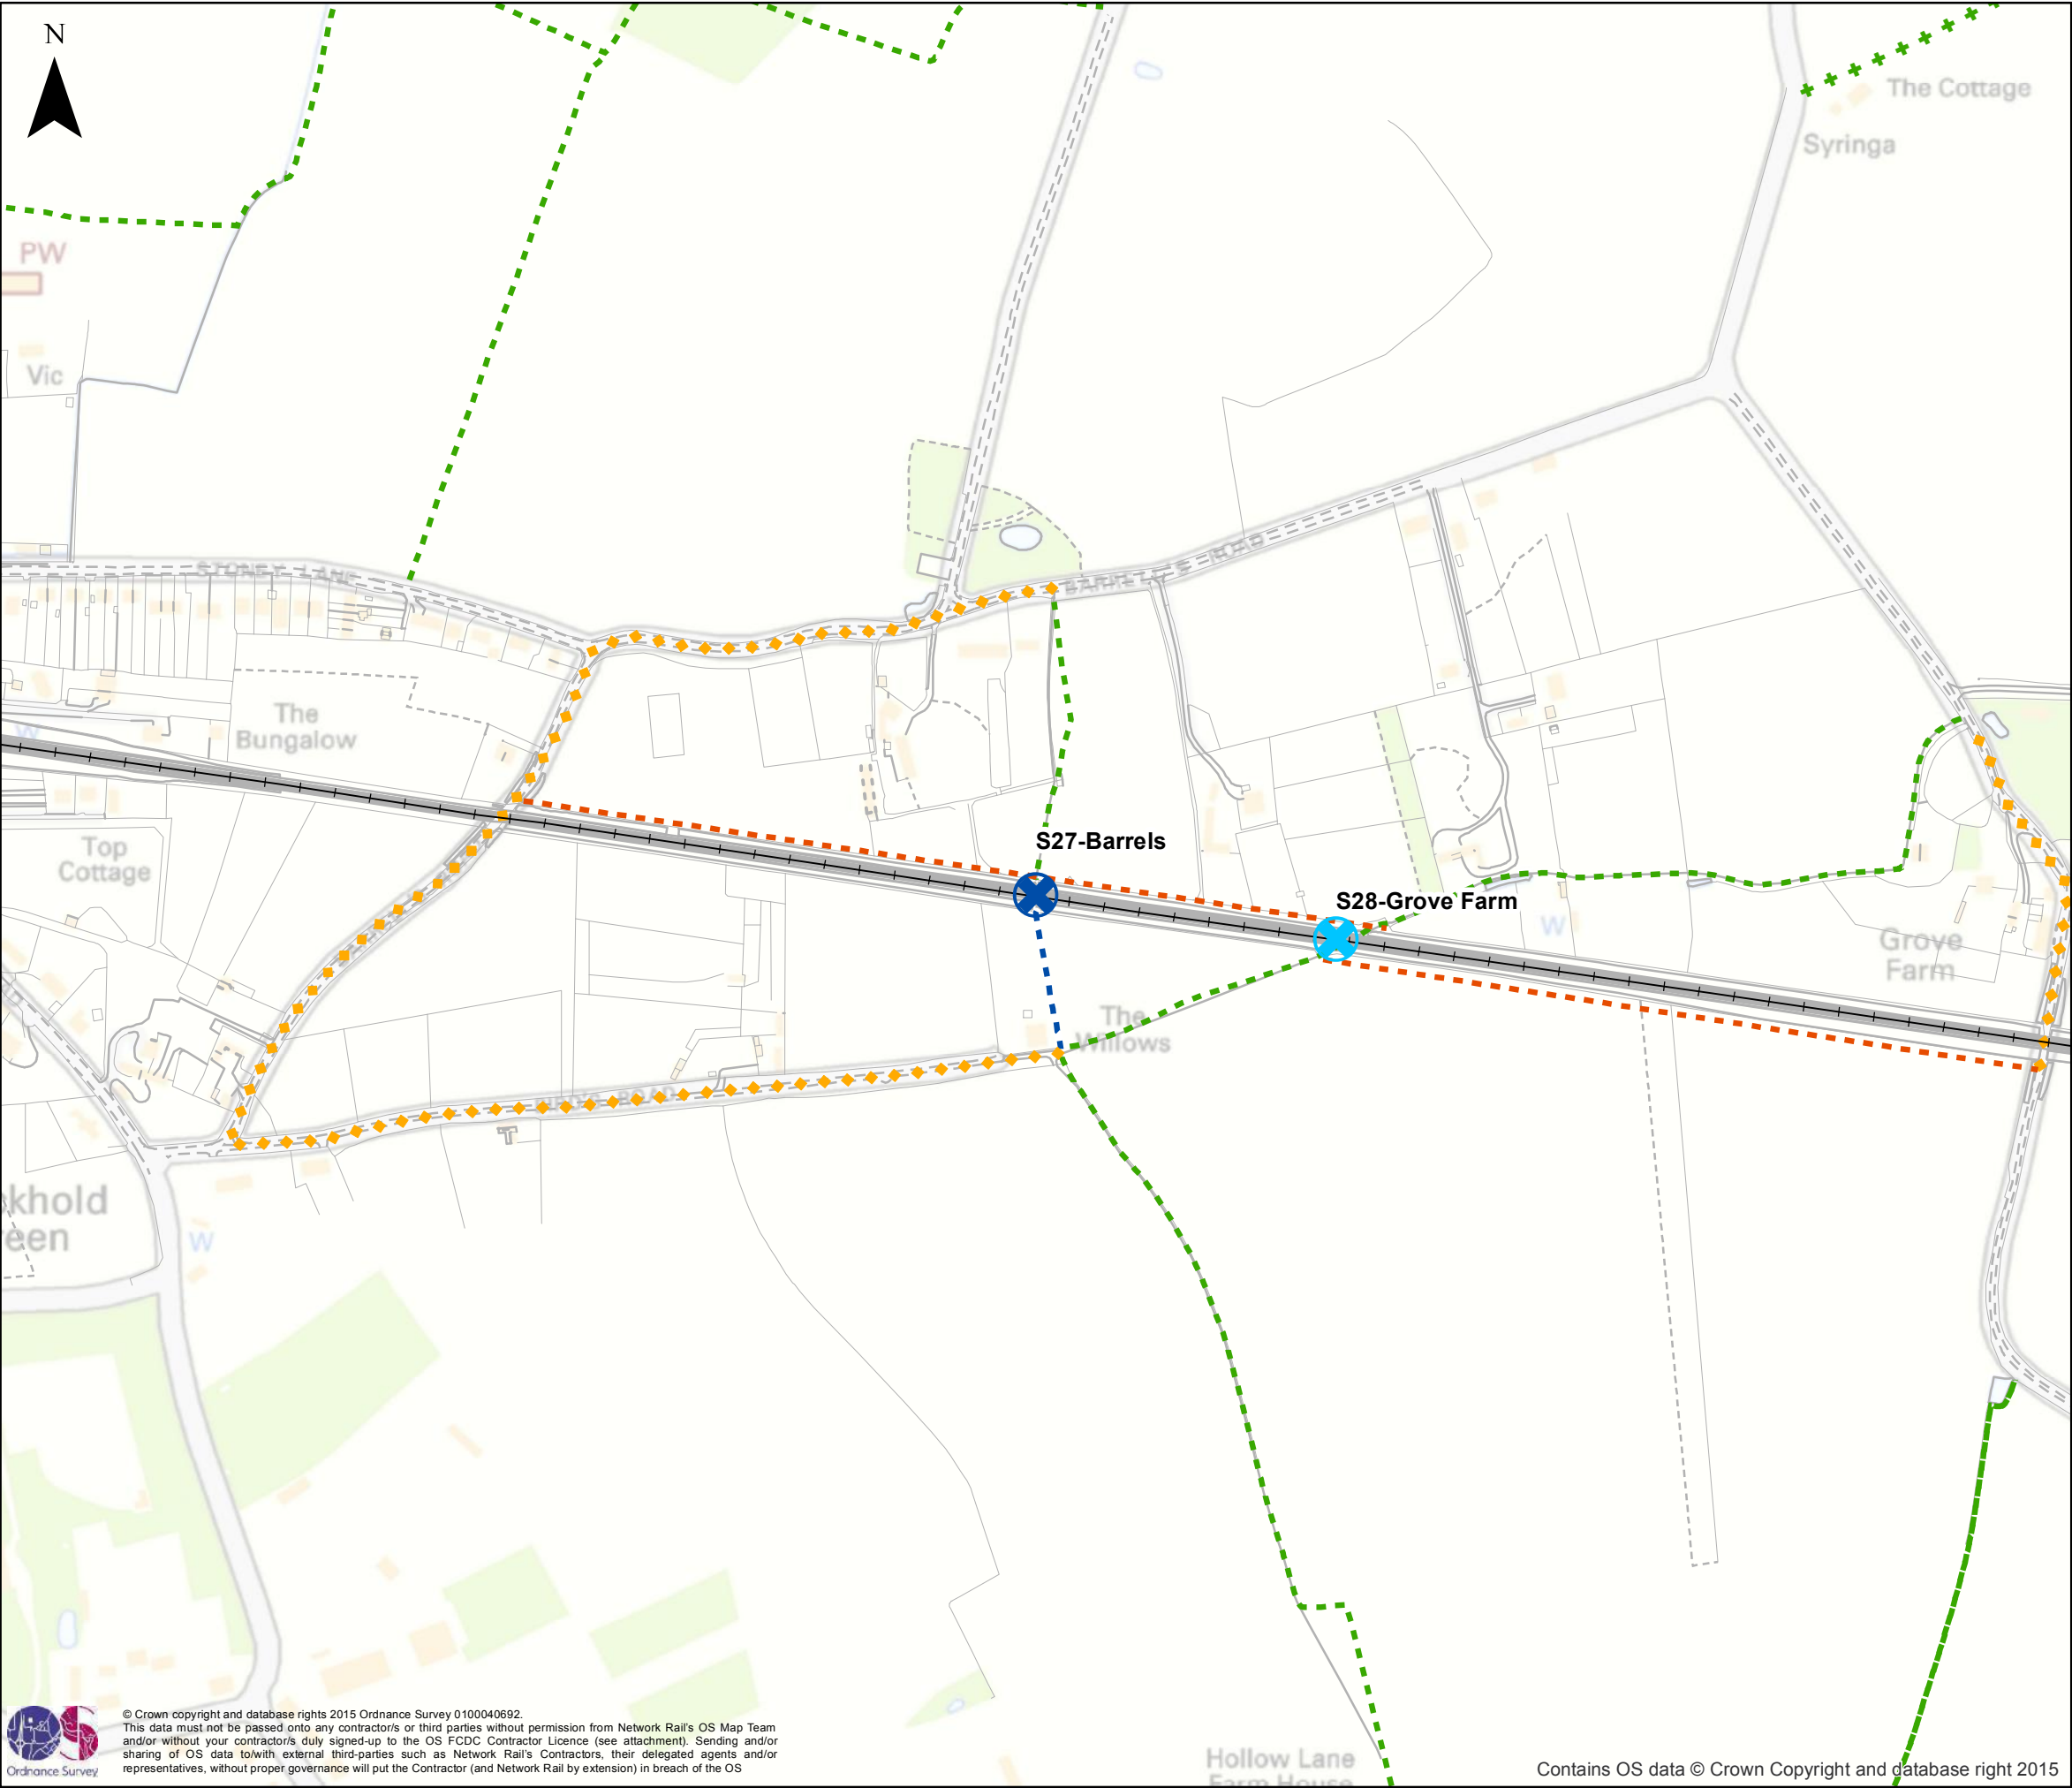 N
The Cottage
Syringa
PW
Vic
STONEY LANE
ROAD
The
Bungalow
W
Top
Cottage
S27-Barrels
S28-Grove Farm
W
Grove
Farm
The
Willows
ROAD
khold
een
W
Hollow Lane
Farm House
Ordnance Survey
© Crown copyright and database rights 2015 Ordnance Survey 0100040692.
This data must not be passed onto any contractor/s or third parties without permission from Network Rail's OS Map Team
and/or without your contractor/s duly signed-up to the OS FCDC Contractor Licence (see attachment). Sending and/or
sharing of OS data to/with external third-parties such as Network Rail's Contractors, their delegated agents and/or
representatives, without proper governance will put the Contractor (and Network Rail by extension) in breach of the OS
Contains OS data © Crown Copyright and database right 2015